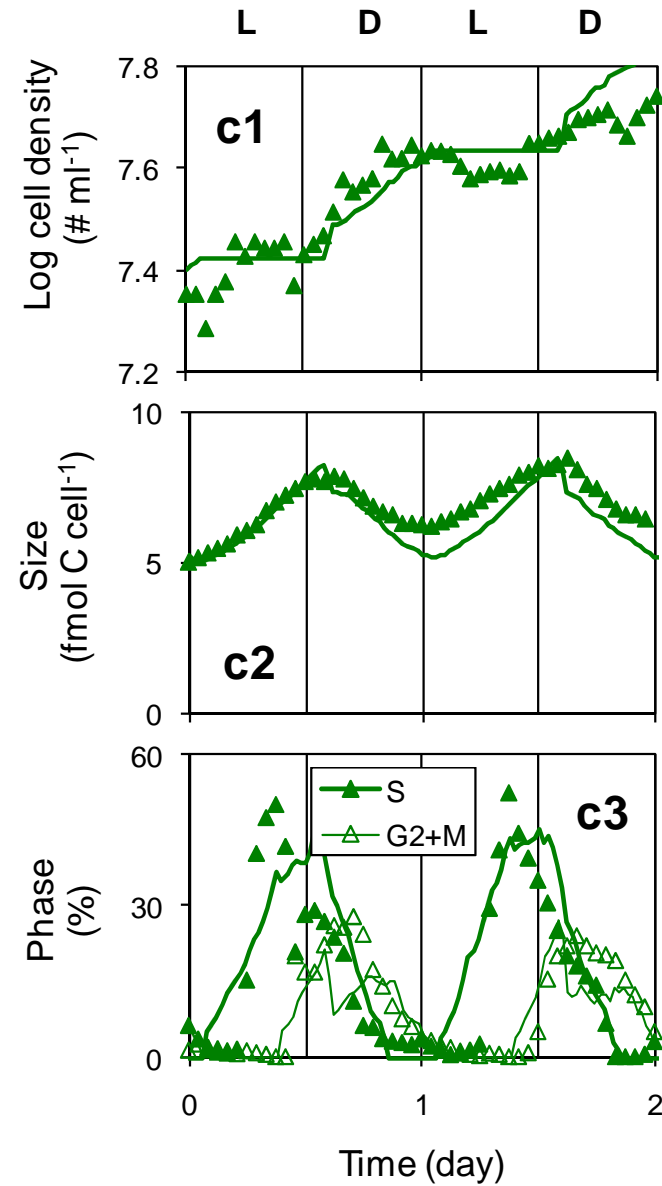 L D L D
7.8
7.6
7.4
7.2
Log cell density
(# ml-1)
c1
10
5
0
Size
(fmol C cell-1)
c2
60
30
0
Phase
(%)
S
G2+M
c3
0 1 2
Time (day)